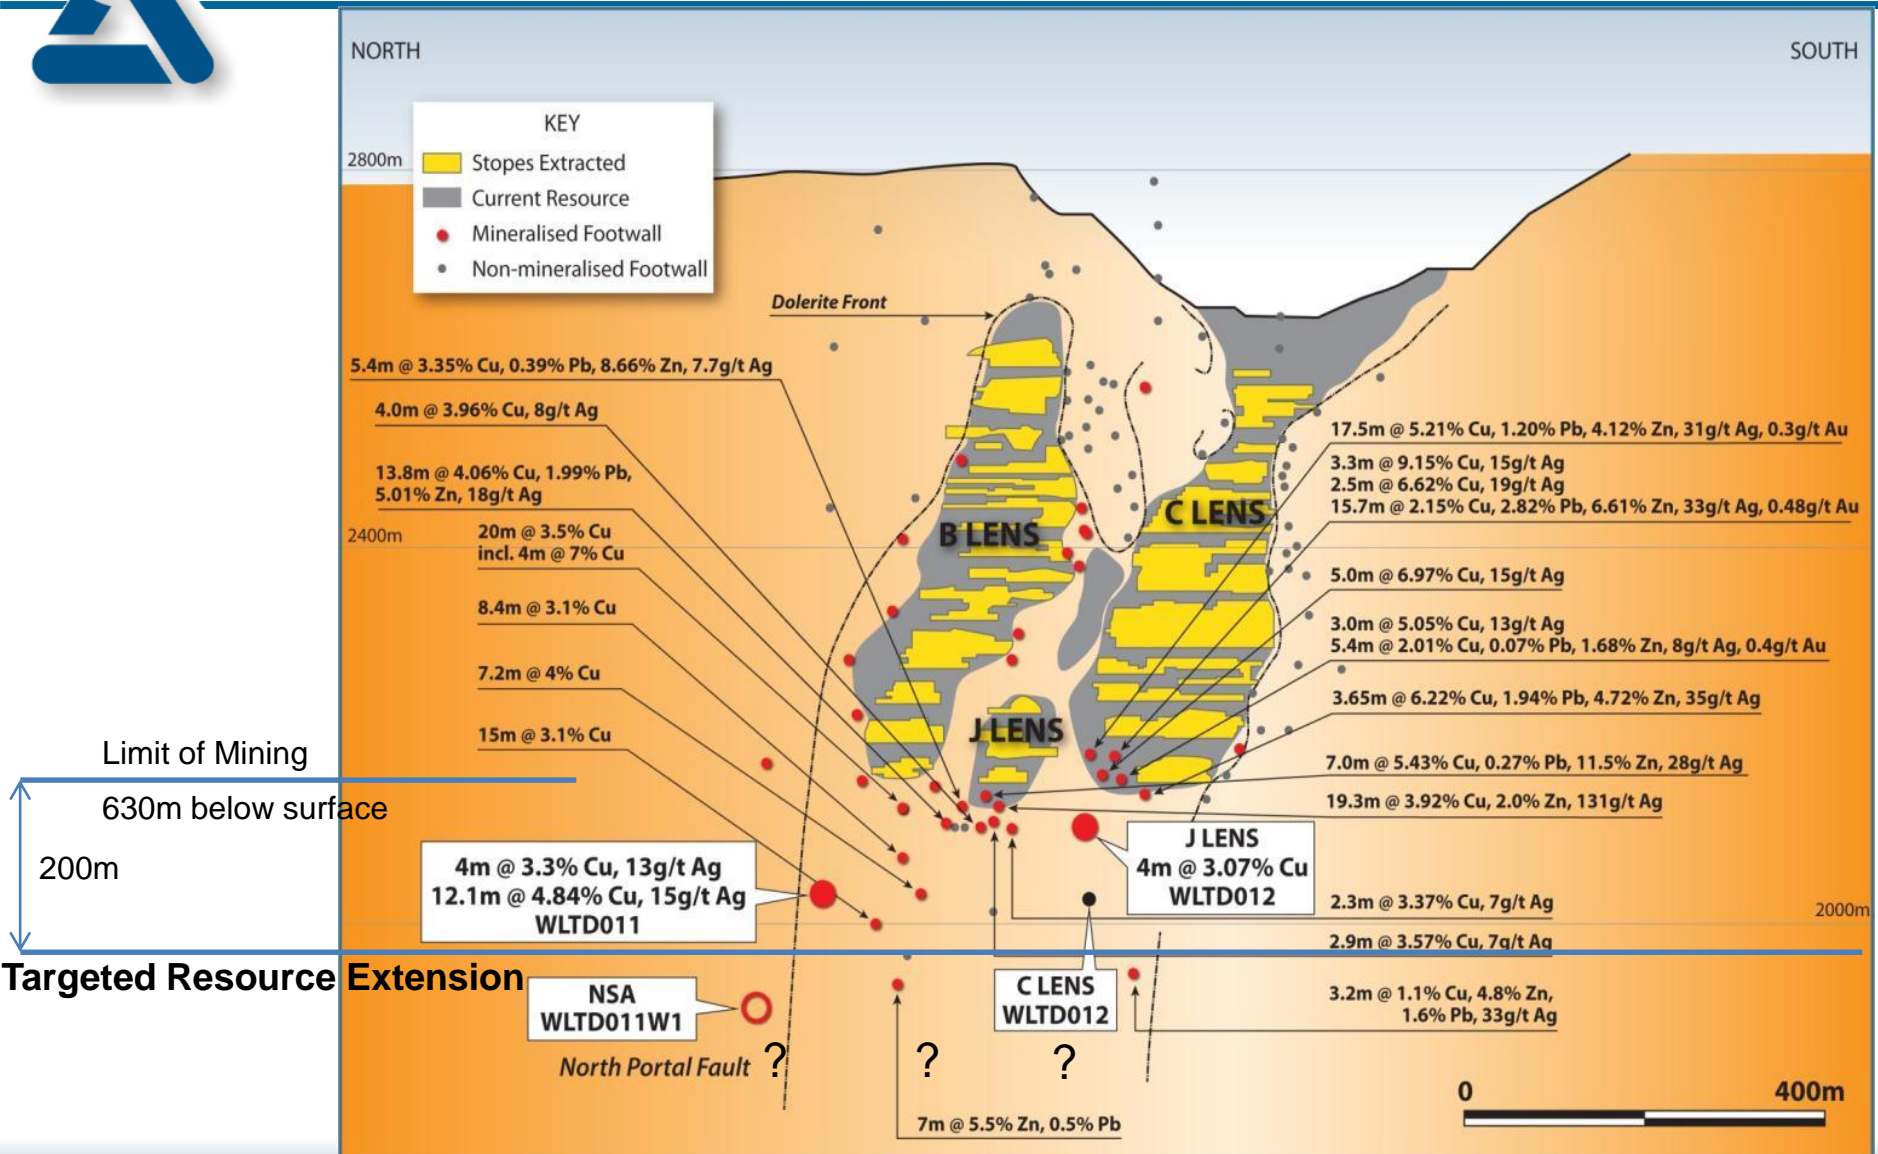 NORTH
SOUTH
KEY
Stopes Extracted
Current Resource
Mineralised Footwall
Non-mineralised Footwall
2800m
Dolerite Front
5.4m @ 3.35% Cu, 0.39% Pb, 8.66% Zn, 7.7g/t Ag
4.0m @ 3.96% Cu, 8g/t Ag
13.8m @ 4.06% Cu, 1.99% Pb,
5.01% Zn, 18g/t Ag
2400m
20m @ 3.5% Cu
incl. 4m @ 7% Cu
8.4m @ 3.1% Cu
7.2m @ 4% Cu
15m @ 3.1% Cu
B LENS
C LENS
J LENS
17.5m @ 5.21% Cu, 1.20% Pb, 4.12% Zn, 31g/t Ag, 0.3g/t Au
3.3m @ 9.15% Cu, 15g/t Ag
2.5m @ 6.62% Cu, 19g/t Ag
15.7m @ 2.15% Cu, 2.82% Pb, 6.61% Zn, 33g/t Ag, 0.48g/t Au
5.0m @ 6.97% Cu, 15g/t Ag
3.0m @ 5.05% Cu, 13g/t Ag
5.4m @ 2.01% Cu, 0.07% Pb, 1.68% Zn, 8g/t Ag, 0.4g/t Au
3.65m @ 6.22% Cu, 1.94% Pb, 4.72% Zn, 35g/t Ag
7.0m @ 5.43% Cu, 0.27% Pb, 11.5% Zn, 28g/t Ag
19.3m @ 3.92% Cu, 2.0% Zn, 131g/t Ag
Limit of Mining
630m below surface
200m
4m @ 3.3% Cu, 13g/t Ag
12.1m @ 4.84% Cu, 15g/t Ag
WLTD011
J LENS
4m @ 3.07% Cu
WLTD012
2.3m @ 3.37% Cu, 7g/t Ag
2000m
2.9m @ 3.57% Cu, 7g/t Ag
Targeted Resource Extension
NSA
WLTD011W1
C LENS
WLTD012
3.2m @ 1.1% Cu, 4.8% Zn,
1.6% Pb, 33g/t Ag
North Portal Fault ?
?
?
7m @ 5.5% Zn, 0.5% Pb
0
400m